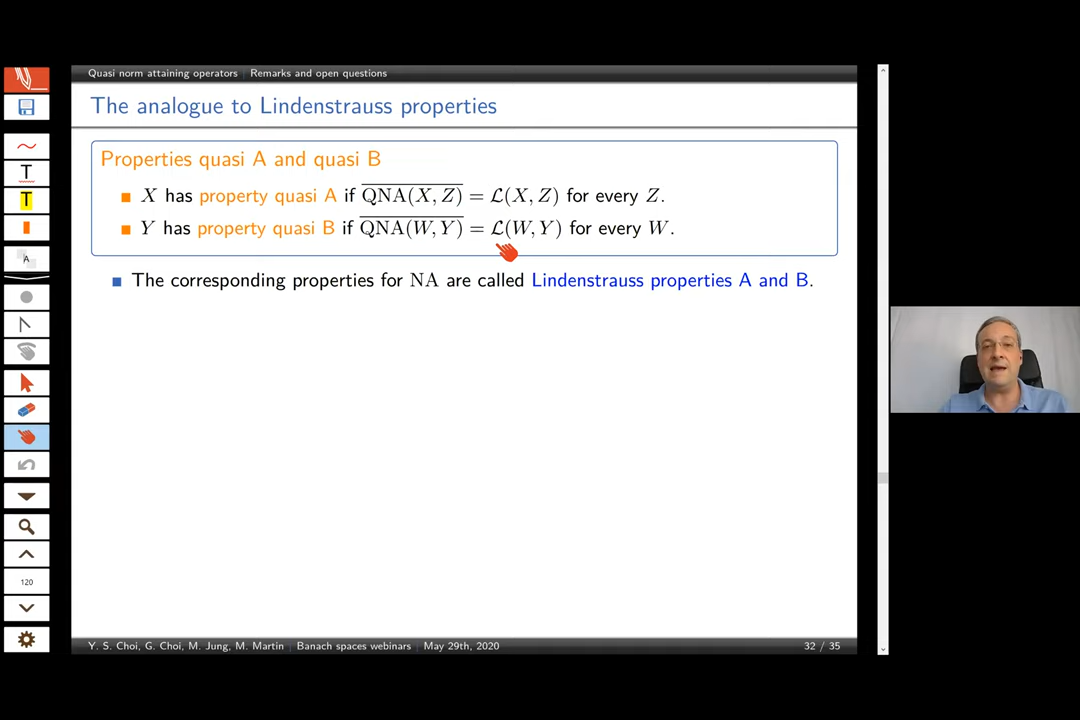 Quasi norm attaining operators | Remarks and open questions
The analogue to Lindenstrauss properties
Properties quasi A and quasi B
■ X has property quasi A if \overline{QNA(X, Z)} = ℒ(X, Z) for every Z.
■ Y has property quasi B if \overline{QNA(W, Y)} = ℒ(W, Y) for every W.
■ The corresponding properties for NA are called Lindenstrauss properties A and B.
T
T
A
120
Y. S. Choi, G. Choi, M. Jung, M. Martin | Banach spaces webinars | May 29th, 2020 32 / 35